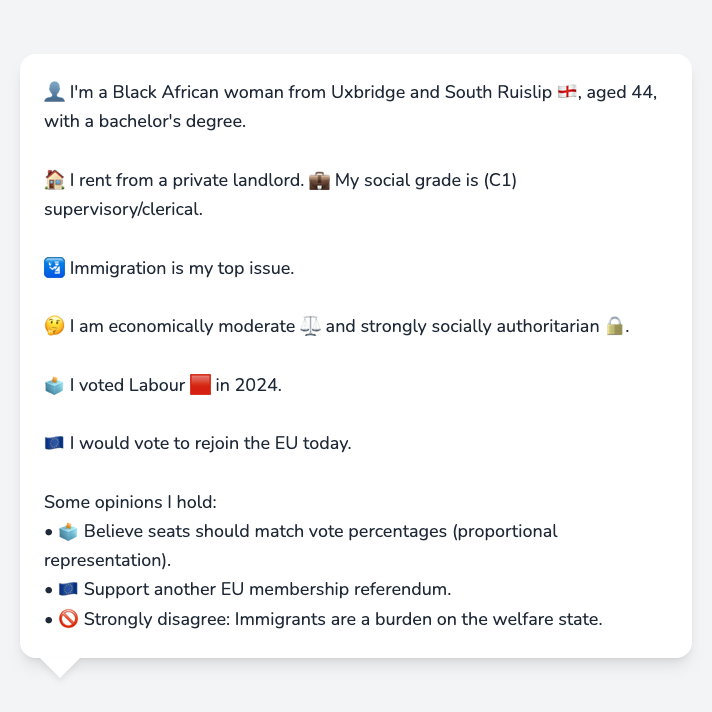 👤 I'm a Black African woman from Uxbridge and South Ruislip 🏴󠁧󠁢󠁥󠁮󠁧󠁿, aged 44,
with a bachelor's degree.
🏠 I rent from a private landlord. 💼 My social grade is (C1)
supervisory/clerical.
🛂 Immigration is my top issue.
🤔 I am economically moderate ⚖️ and strongly socially authoritarian 🔒.
🗳️ I voted Labour 🟥 in 2024.
🇪🇺 I would vote to rejoin the EU today.
Some opinions I hold:
• 🗳️ Believe seats should match vote percentages (proportional
representation).
• 🇪🇺 Support another EU membership referendum.
• 🚫 Strongly disagree: Immigrants are a burden on the welfare state.